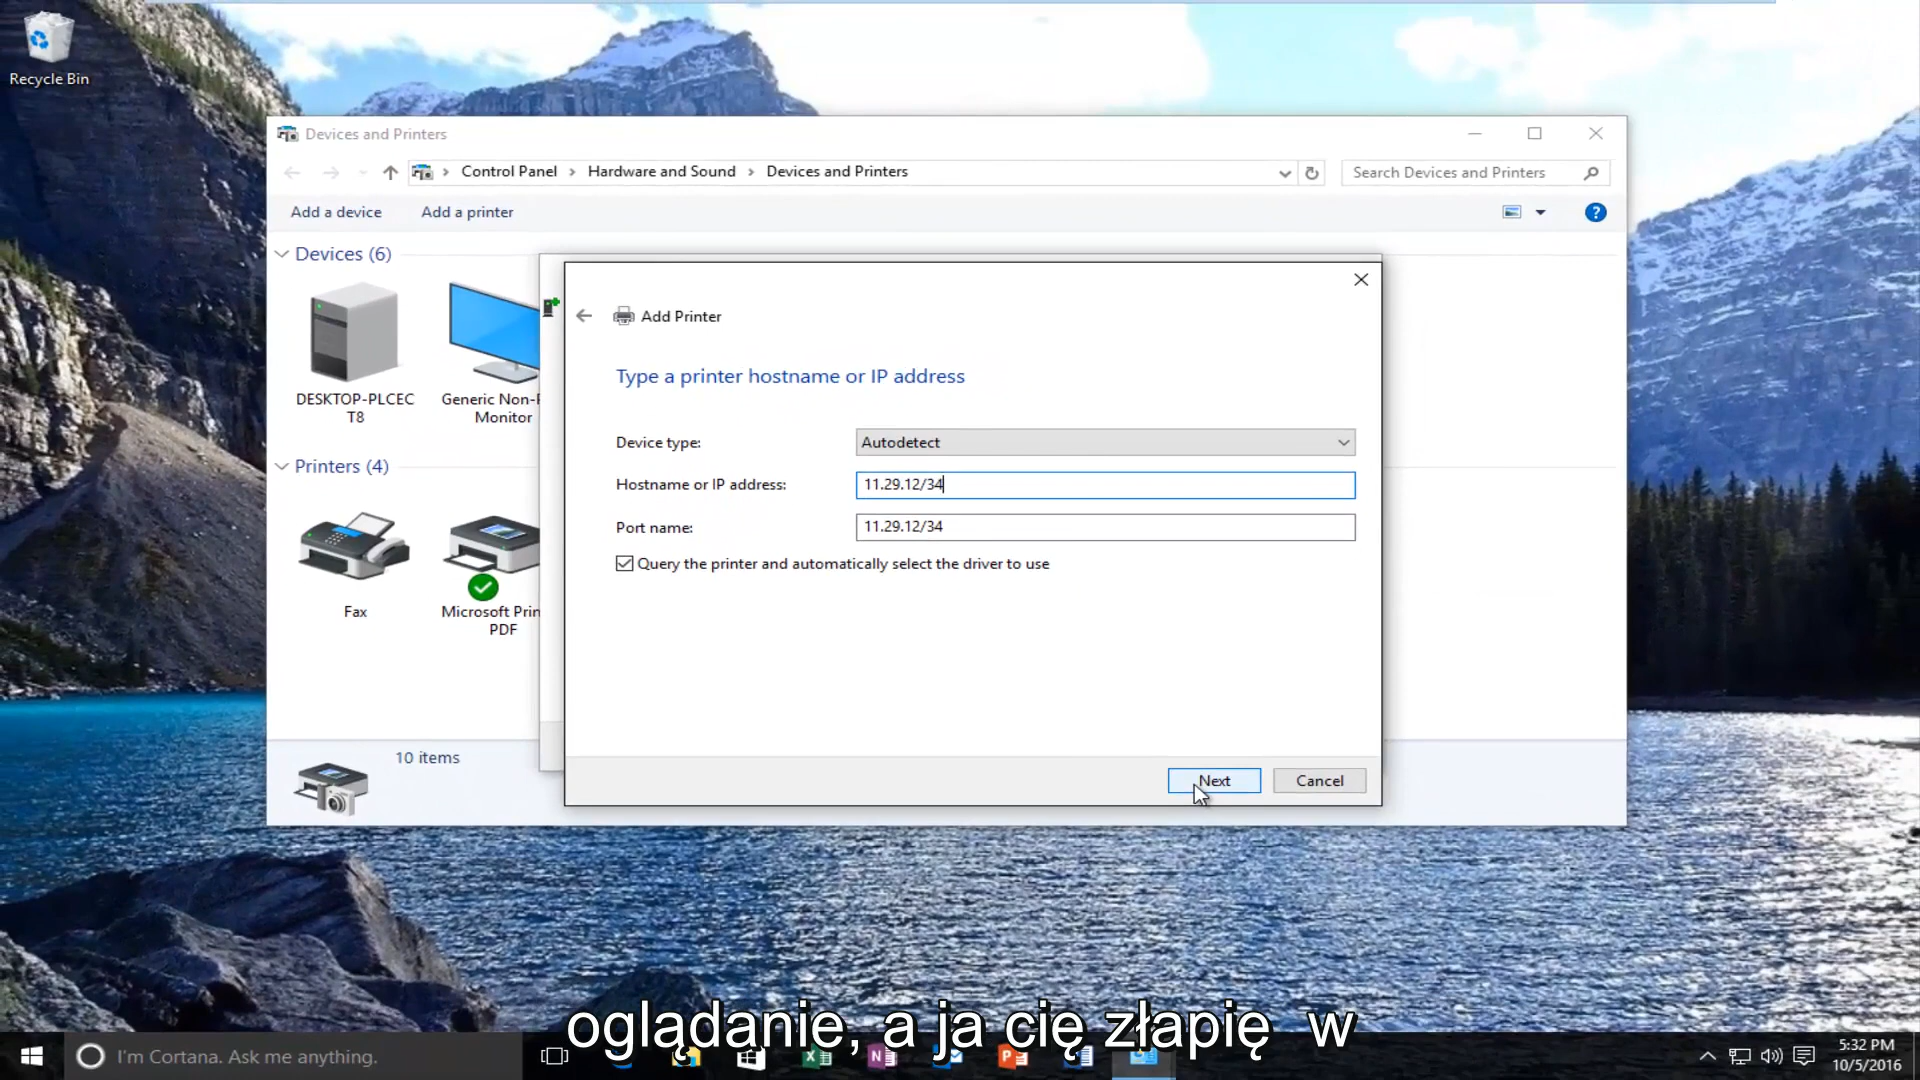 Recycle Bin
Devices and Printers
Control Panel > Hardware and Sound > Devices and Printers
Search Devices and Printers
Add a device Add a printer
?
Devices (6)
DESKTOP-PLCEC
T8
Generic Non-P
Monitor
Printers (4)
Fax
Microsoft Prin
PDF
10 items
Add Printer
Type a printer hostname or IP address
Device type: Autodetect
Hostname or IP address: 11.29.12/34
Port name: 11.29.12/34
Query the printer and automatically select the driver to use
Next Cancel
oglądanie, a ja cię złapię w
I'm Cortana. Ask me anything.
5:32 PM
10/5/2016